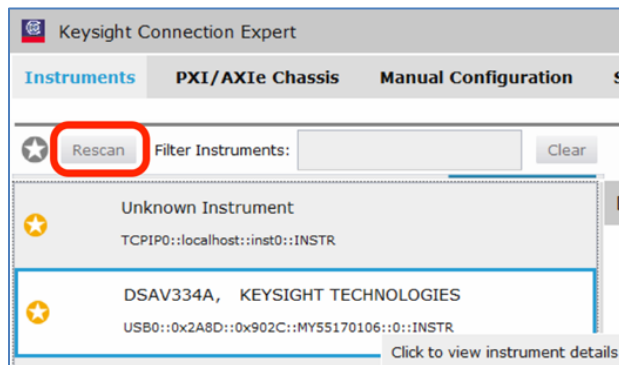 Keysight Connection Expert
Instruments PXI/AXIe Chassis Manual Configuration
Rescan Filter Instruments: Clear
Unknown Instrument
TCPIP0::localhost::inst0::INSTR
DSAV334A, KEYSIGHT TECHNOLOGIES
USB0::0x2A8D::0x902C::MY55170106::0::INSTR
Click to view instrument details